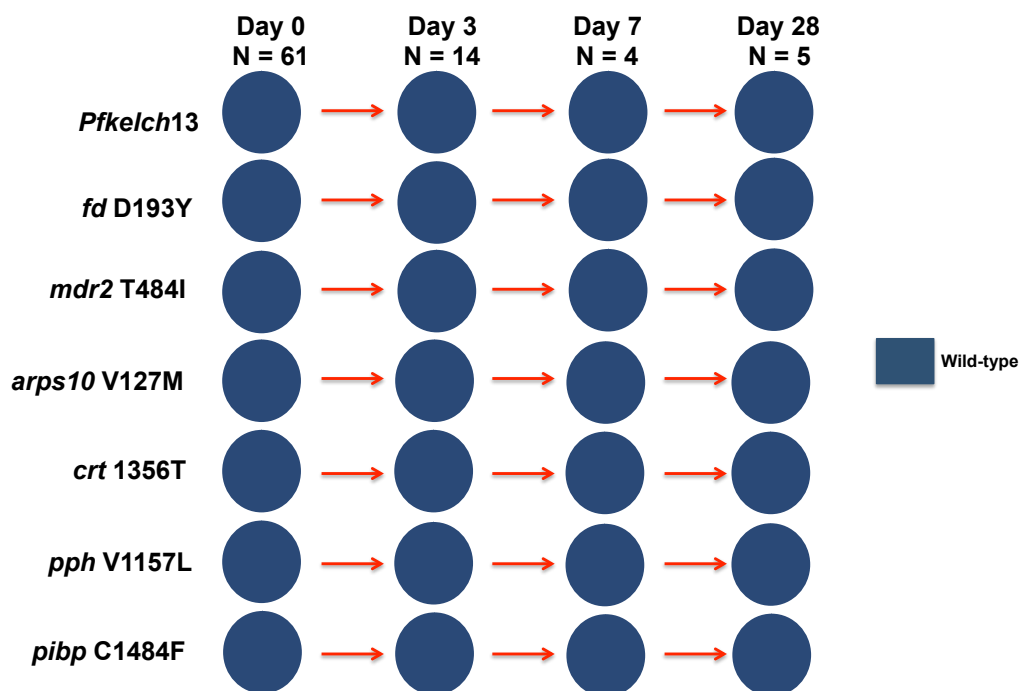 Day 0 Day 3 Day 7 Day 28
N = 61 N = 14 N = 4 N = 5
Pfkelch13
fd D193Y
mdr2 T484I
arps10 V127M
Wild-type
crt 1356T
pph V1157L
pibp C1484F